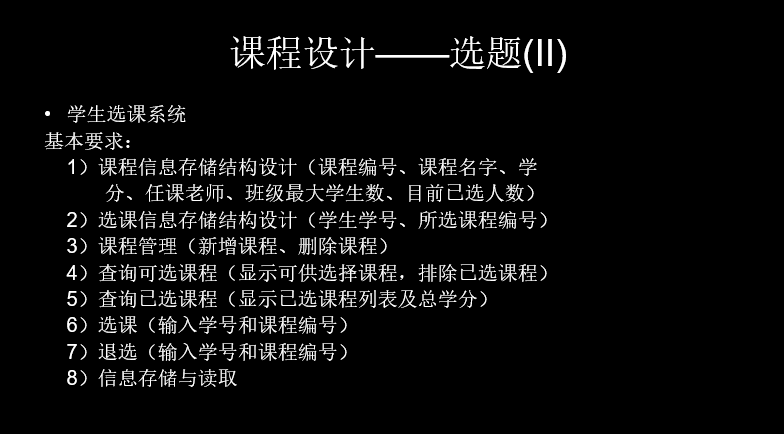 课程设计——选题(II)
• 学生选课系统
基本要求：
1）课程信息存储结构设计（课程编号、课程名字、学
分、任课老师、班级最大学生数、目前已选人数）
2）选课信息存储结构设计（学生学号、所选课程编号）
3）课程管理（新增课程、删除课程）
4）查询可选课程（显示可供选择课程，排除已选课程）
5）查询已选课程（显示已选课程列表及总学分）
6）选课（输入学号和课程编号）
7）退选（输入学号和课程编号）
8）信息存储与读取